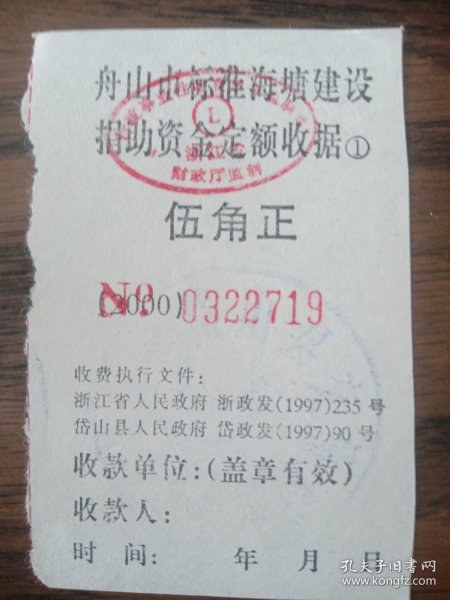 舟山市标准海塘建设
捐助资金定额收据①
L
浙江省
财政厅监制
伍角正
(2000)
№ 0322719
收费执行文件：
浙江省人民政府 浙政发(1997)235号
岱山县人民政府 岱政发(1997)90号
收款单位：(盖章有效)
收款人：
时 间： 年 月 日
孔夫子旧书网
www.kongfz.com